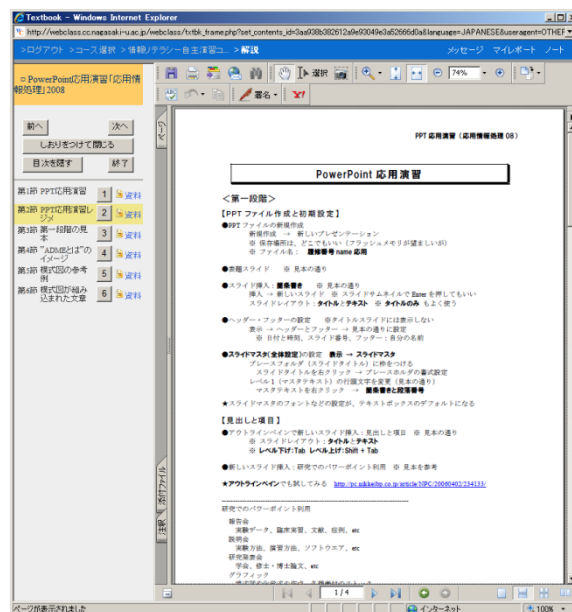 Textbook - Windows Internet Explorer
http://webclass.cc.nagasaki-u.ac.jp/webclass/txtbk_frame.php?set_contents_id=3aa938b382612a9e93049e3a52666d0a&language=JAPANESE&useragent=OTHER
>ログアウト >コース選択 >情報リテラシー自主演習コ... >解説
メッセージ マイレポート ノート
¤ PowerPoint応用演習「応用情報処理」2008
前へ 次へ
しおりをつけて閉じる
目次を隠す 終了
第1節 PPT応用演習 1 資料
第2節 PPT応用演習レジメ 2 資料
第3節 第一段階の見本 3 資料
第4節 "ADMEとは"のイメージ 4 資料
第5節 模式図の参考例 5 資料
第6節 模式図が組み込まれた文章 6 資料
選択 74%
署名 Y!
ページ
添付ファイル
注釈
PPT 応用演習（応用情報処理 08）
PowerPoint 応用演習
＜第一段階＞
【PPT ファイル作成と初期設定】
●PPT ファイルの新規作成
新規作成 → 新しいプレゼンテーション
※ 保存場所は、どこでもいい（フラッシュメモリが望ましいが）
※ ファイル名： 履修番号 name 応用
●表題スライド ※ 見本の通り
●スライド挿入：箇条書き ※ 見本の通り
挿入 → 新しいスライド ※ スライドサムネイルで Enter を押してもいい
スライドレイアウト：タイトルとテキスト ※ タイトルのみ もよく使う
●ヘッダー・フッターの設定 ※タイトルスライドには表示しない
表示 → ヘッダーとフッター → 見本の通りに設定
※ 日付と時刻、スライド番号、フッター：自分の名前
●スライドマスタ(全体設定)の設定 表示 → スライドマスタ
プレースフォルダ（スライドタイトル）に枠をつける
スライドタイトルを右クリック → プレースホルダの書式設定
レベル 1（マスタテキスト）の行頭文字を変更（見本の通り）
マスタテキストを右クリック → 箇条書きと段落番号
★スライドマスタのフォントなどの設定が、テキストボックスのデフォルトになる
【見出しと項目】
●アウトラインペインで新しいスライド挿入：見出しと項目 ※ 見本の通り
※ スライドレイアウト：タイトルとテキスト
※ レベル下げ:Tab レベル上げ:Shift + Tab
●新しいスライド挿入：研究でのパワーポイント利用 ※ 見本を参考
★アウトラインペインでも試してみる http://pc.nikkeibp.co.jp/article/NPC/20060402/234133/
研究でのパワーポイント利用
報告会
実験データ、臨床実習、文献、症例、etc
説明会
実験方法、演習方法、ソフトウエア、etc
研究発表会
学会、修士・博士論文、etc
グラフィック
1 / 4
ページが表示されました
インターネット
100%